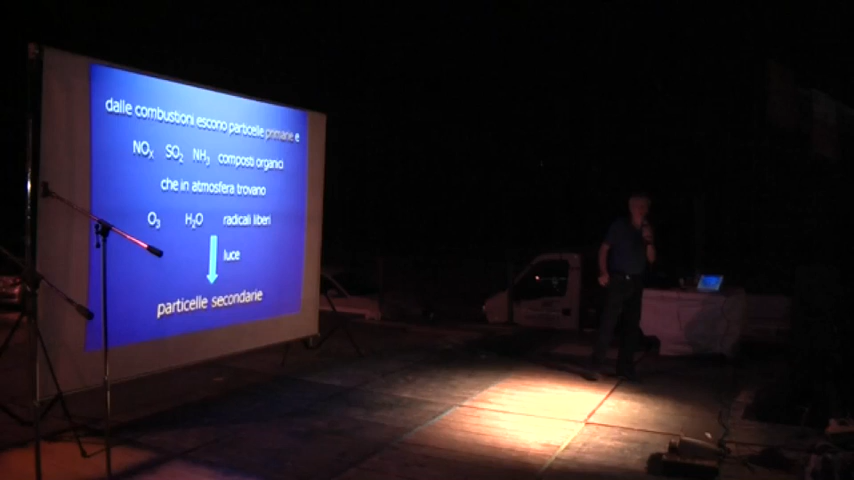 dalle combustioni escono particelle primarie e
NOX SO2 NH3 composti organici
che in atmosfera trovano
O3 H2O radicali liberi
luce
particelle secondarie